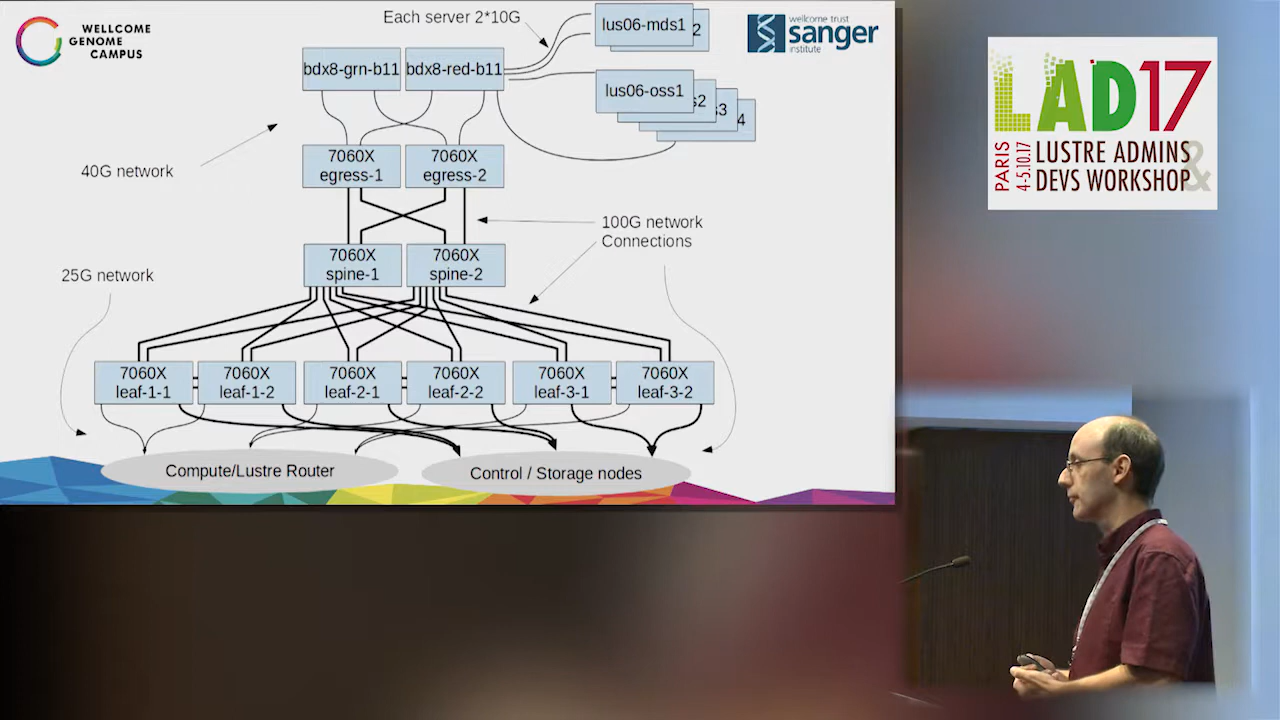 WELLCOME
GENOME
CAMPUS
Each server 2*10G
lus06-mds1
2
wellcome trust
sanger
institute
bdx8-grn-b11
bdx8-red-b11
lus06-oss1
s2
s3
4
40G network
7060X
egress-1
7060X
egress-2
100G network
Connections
25G network
7060X
spine-1
7060X
spine-2
7060X
leaf-1-1
7060X
leaf-1-2
7060X
leaf-2-1
7060X
leaf-2-2
7060X
leaf-3-1
7060X
leaf-3-2
Compute/Lustre Router
Control / Storage nodes
LAD17
PARIS
4-5.10.17
LUSTRE ADMINS
&
DEVS WORKSHOP